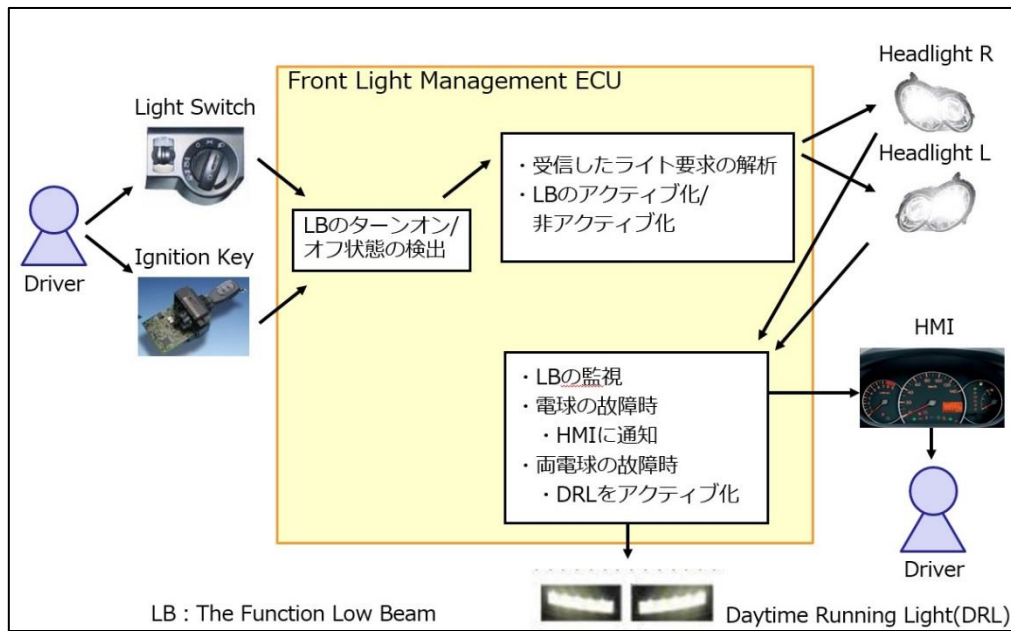 Front Light Management ECU
Light Switch
Ignition Key
Driver
LBのターンオン/
オフ状態の検出
・受信したライト要求の解析
・LBのアクティブ化/
非アクティブ化
Headlight R
Headlight L
・LBの監視
・電球の故障時
・HMIに通知
・両電球の故障時
・DRLをアクティブ化
HMI
Driver
LB : The Function Low Beam
Daytime Running Light(DRL)